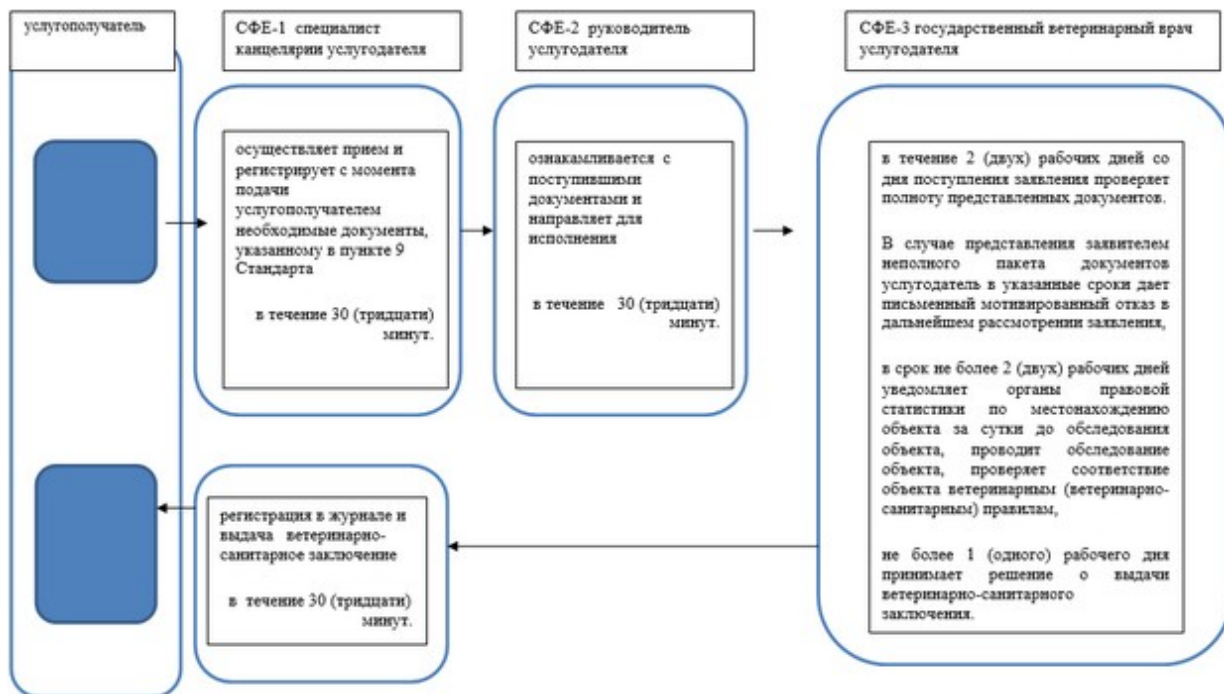 услугополучатель
СФЕ-1 специалист
канцелярии услугодателя
СФЕ-2 руководитель
услугодателя
СФЕ-3 государственный ветеринарный врач
услугодателя
осуществляет прием и
регистрирует с момента
подачи
услугополучателем
необходимые документы,
указанному в пункте 9
Стандарта
в течение 30 (тридцати)
минут.
ознакамливается с
поступившими
документами и
направляет для
исполнения
в течение 30 (тридцати)
минут.
в течение 2 (двух) рабочих дней со
дня поступления заявления проверяет
полноту представленных документов.
В случае представления заявителем
неполного пакета документов
услугодатель в указанные сроки дает
письменный мотивированный отказ в
дальнейшем рассмотрении заявления,
в срок не более 2 (двух) рабочих дней
уведомляет органы правовой
статистики по местонахождению
объекта за сутки до обследования
объекта, проводит обследование
объекта, проверяет соответствие
объекта ветеринарным (ветеринарно-
санитарным) правилам,
не более 1 (одного) рабочего дня
принимает решение о выдачи
ветеринарно-санитарного
заключения.
регистрация в журнале и
выдача ветеринарно-
санитарное заключение
в течение 30 (тридцати)
минут.